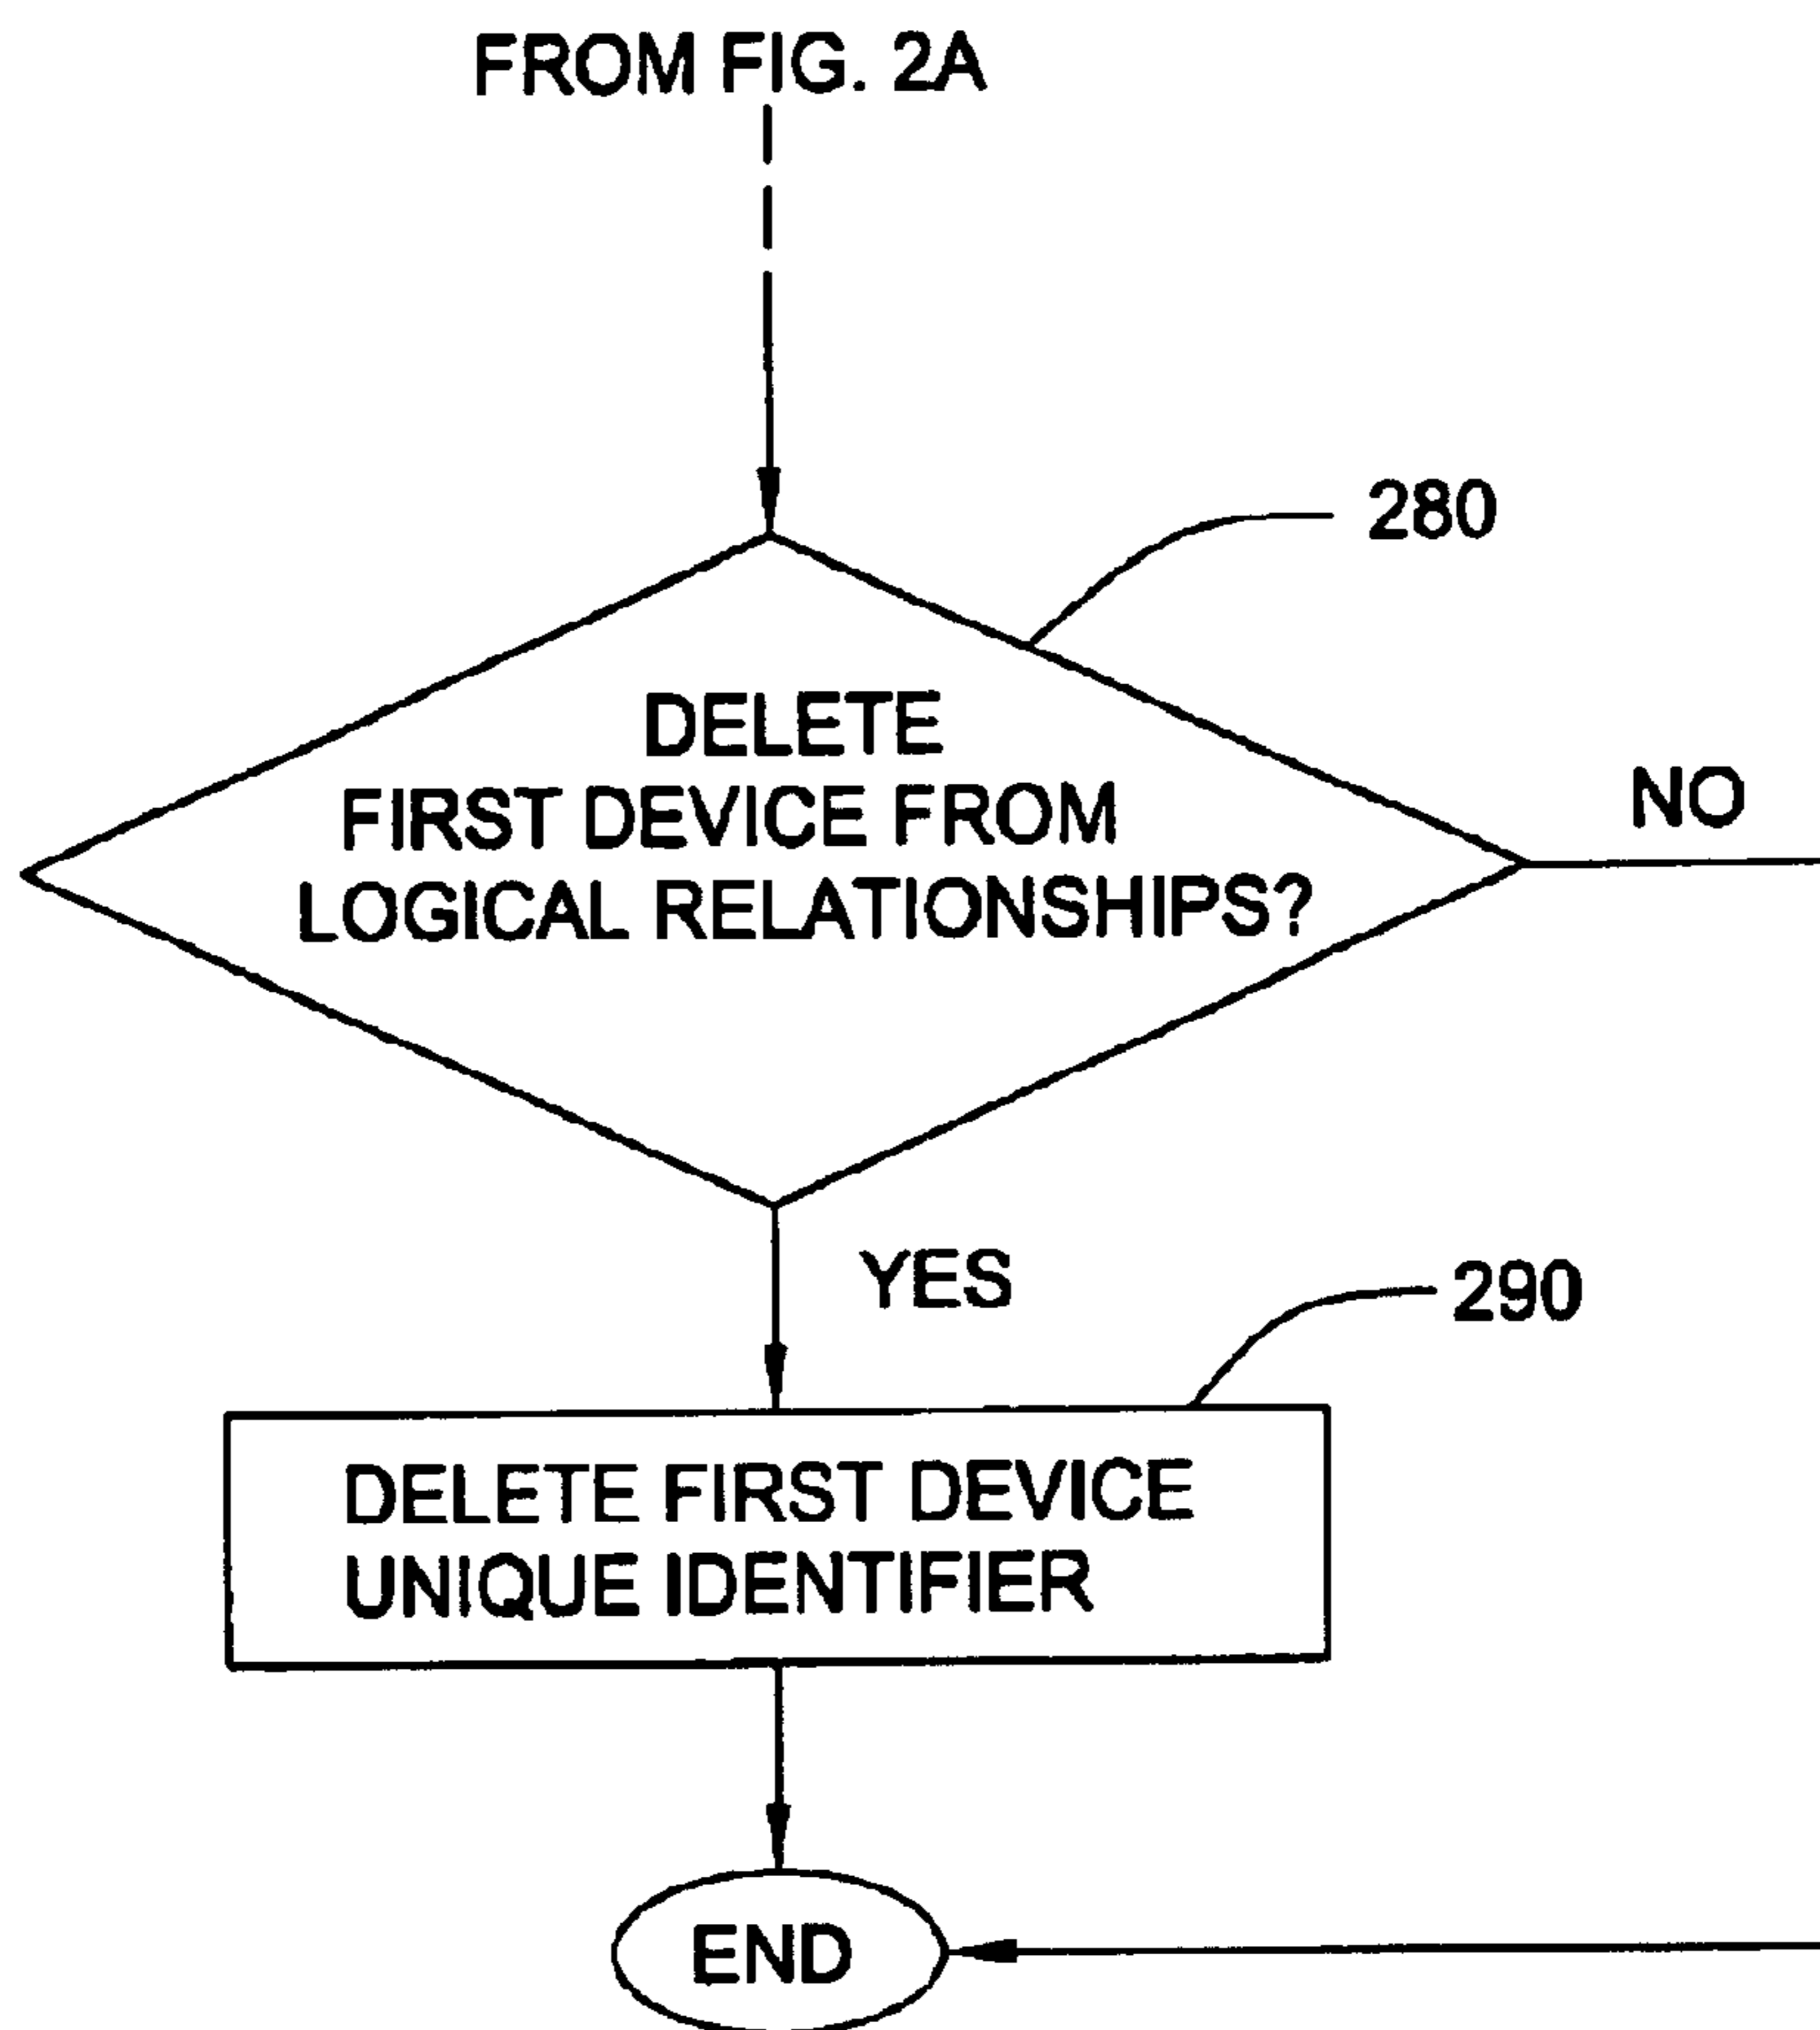 FROM FIG. 2A
280
DELETE
FIRST DEVICE FROM
LOGICAL RELATIONSHIPS?
NO
YES
290
DELETE FIRST DEVICE
UNIQUE IDENTIFIER
END